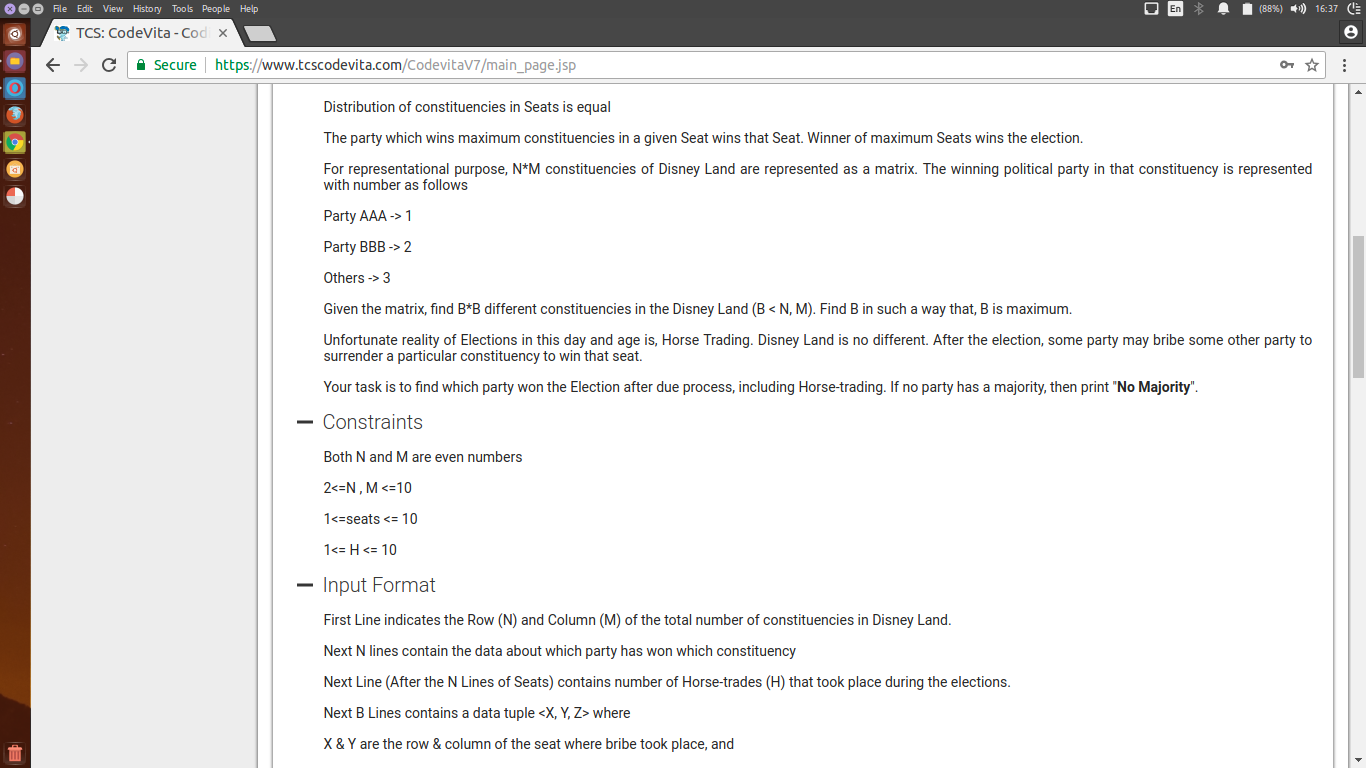 File Edit View History Tools People Help
En (88%) 16:37
TCS: CodeVita - Cod
Secure https://www.tcscodevita.com/CodevitaV7/main_page.jsp
Distribution of constituencies in Seats is equal
The party which wins maximum constituencies in a given Seat wins that Seat. Winner of maximum Seats wins the election.
For representational purpose, N*M constituencies of Disney Land are represented as a matrix. The winning political party in that constituency is represented
with number as follows
Party AAA -> 1
Party BBB -> 2
Others -> 3
Given the matrix, find B*B different constituencies in the Disney Land (B < N, M). Find B in such a way that, B is maximum.
Unfortunate reality of Elections in this day and age is, Horse Trading. Disney Land is no different. After the election, some party may bribe some other party to
surrender a particular constituency to win that seat.
Your task is to find which party won the Election after due process, including Horse-trading. If no party has a majority, then print "No Majority".
Constraints
Both N and M are even numbers
2<=N , M <=10
1<=seats <= 10
1<= H <= 10
Input Format
First Line indicates the Row (N) and Column (M) of the total number of constituencies in Disney Land.
Next N lines contain the data about which party has won which constituency
Next Line (After the N Lines of Seats) contains number of Horse-trades (H) that took place during the elections.
Next B Lines contains a data tuple <X, Y, Z> where
X & Y are the row & column of the seat where bribe took place, and